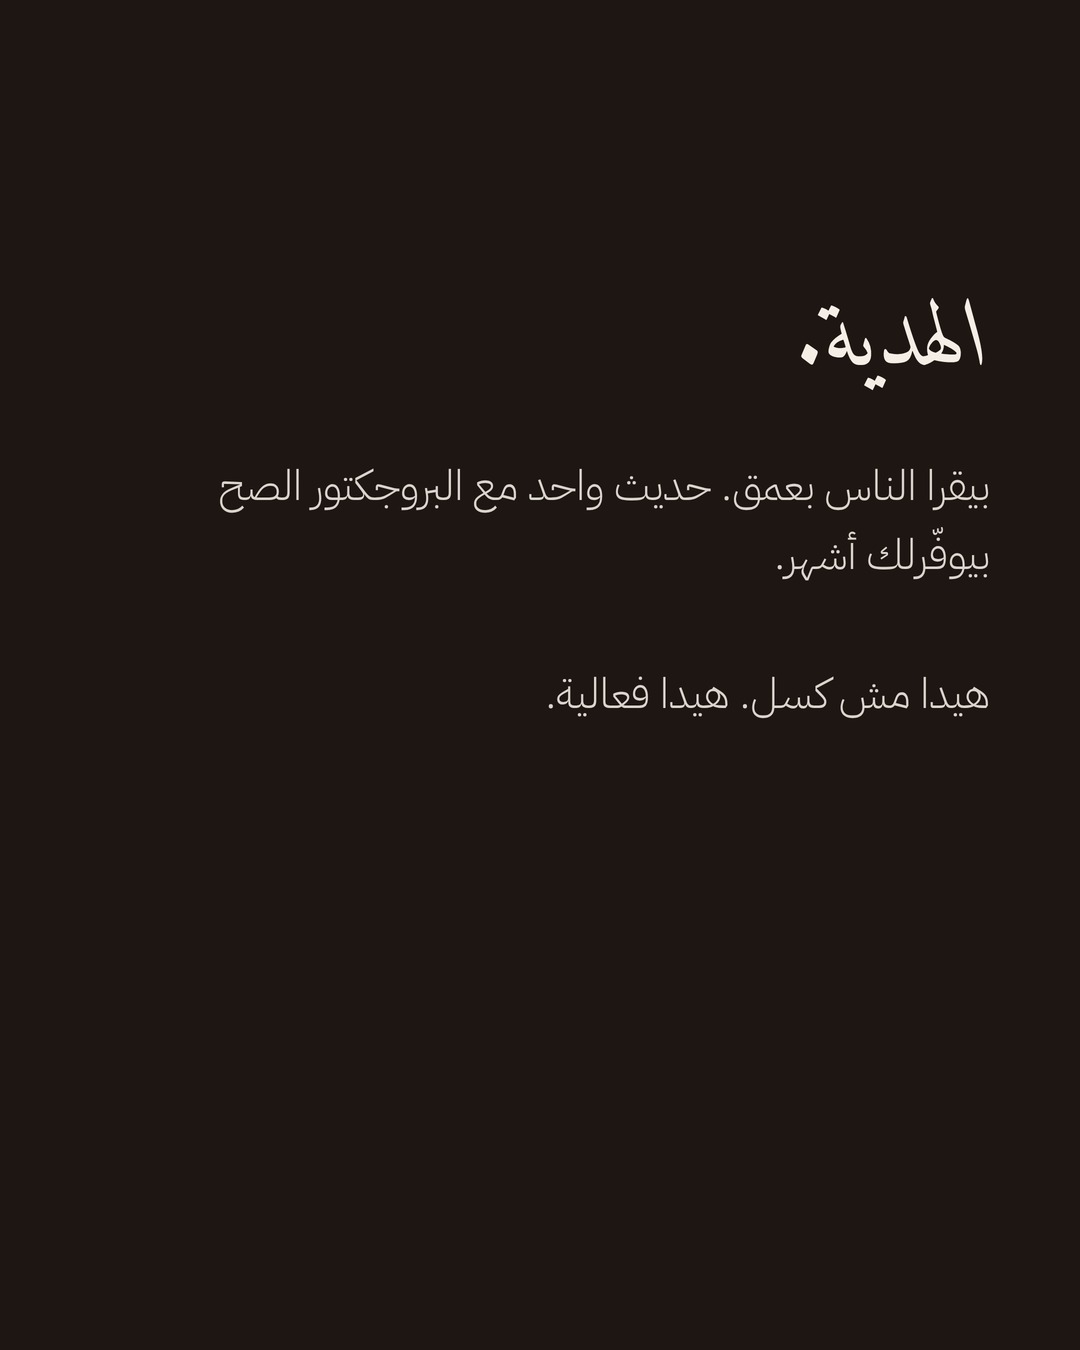 الهدية.
بيقرا الناس بعمق. حديث واحد مع البروجكتور الصح
بيوفّرلك أشهر.
هيدا مش كسل. هيدا فعالية.